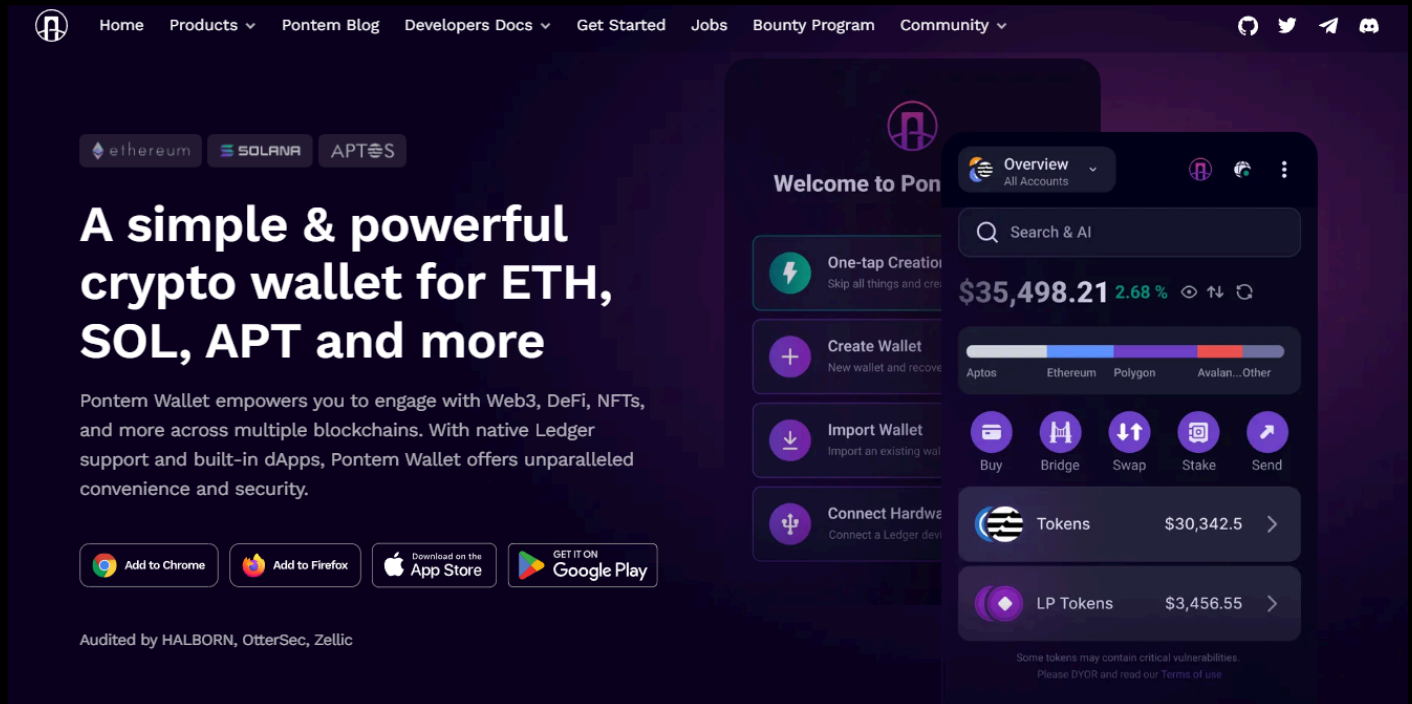 Home Products Pontem Blog Developers Docs Get Started Jobs Bounty Program Community
ethereum SOLANA APTOS
A simple & powerful
crypto wallet for ETH,
SOL, APT and more
Pontem Wallet empowers you to engage with Web3, DeFi, NFTs,
and more across multiple blockchains. With native Ledger
support and built-in dApps, Pontem Wallet offers unparalleled
convenience and security.
Add to Chrome
Add to Firefox
Download on the
App Store
GET IT ON
Google Play
Audited by HALBORN, OtterSec, Zellic
Welcome to Pon
One-tap Creation
Skip all things and crea
Create Wallet
New wallet and recove
Import Wallet
Import an existing wal
Connect Hardwa
Connect a Ledger devi
Overview
All Accounts
Search & AI
$35,498.21 2.68 %
Aptos Ethereum Polygon Avalan... Other
Buy Bridge Swap Stake Send
Tokens $30,342.5
LP Tokens $3,456.55
Some tokens may contain critical vulnerabilities.
Please DYOR and read our Terms of use